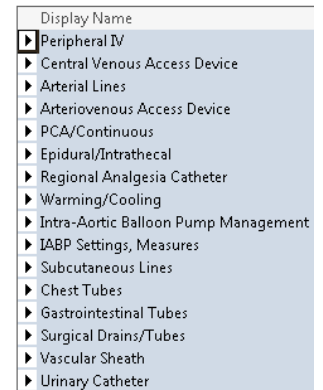 Display Name
Peripheral IV
Central Venous Access Device
Arterial Lines
Arteriovenous Access Device
PCA/Continuous
Epidural/Intrathecal
Regional Analgesia Catheter
Warming/Cooling
Intra-Aortic Balloon Pump Management
IABP Settings, Measures
Subcutaneous Lines
Chest Tubes
Gastrointestinal Tubes
Surgical Drains/Tubes
Vascular Sheath
Urinary Catheter